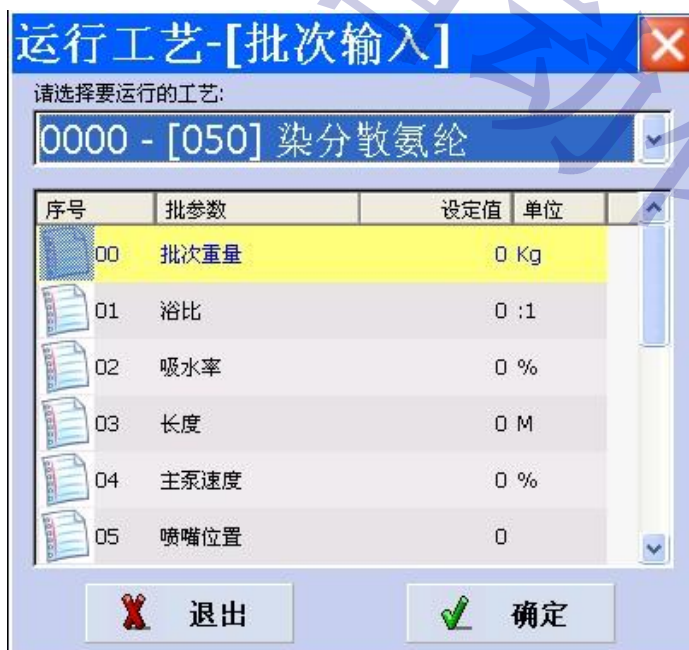 运行工艺-[批次输入]
请选择要运行的工艺:
0000 - [050] 染分散氨纶
序号 批参数 设定值 单位
00 批次重量 0 Kg
01 浴比 0 :1
02 吸水率 0 %
03 长度 0 M
04 主泵速度 0 %
05 喷嘴位置 0
退出 确定